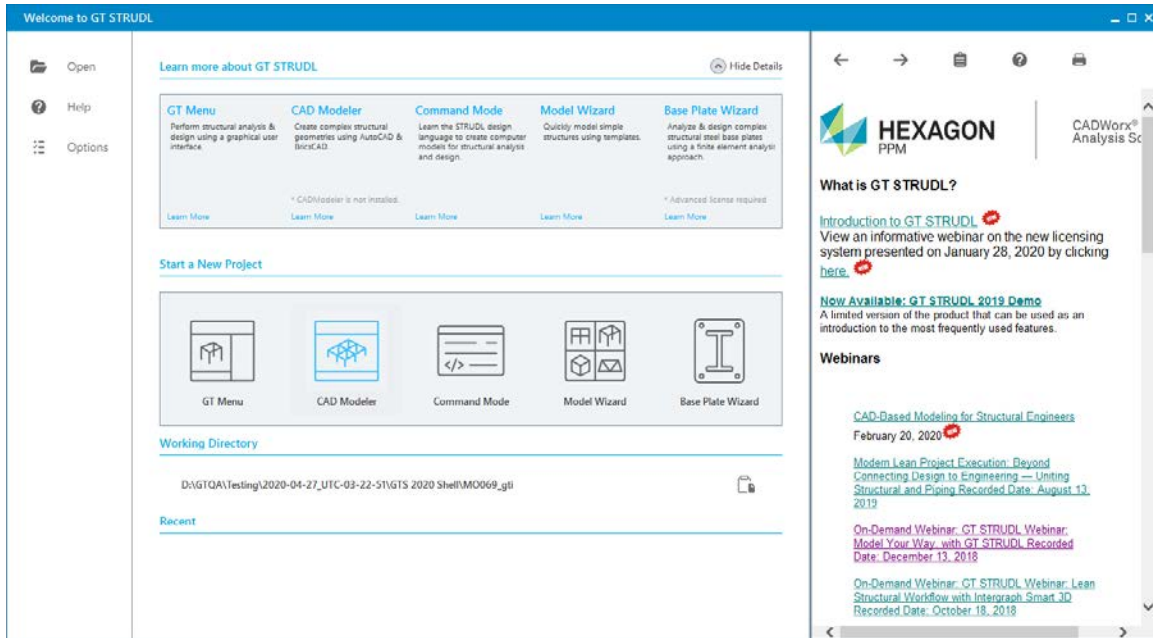 Welcome to GT STRUDL
Open
Help
Options
Learn more about GT STRUDL
Hide Details
GT Menu
Perform structural analysis &
design using a graphical user
interface.
Learn More
CAD Modeler
Create complex structural
geometries using AutoCAD &
BricsCAD.
* CADModeler is not installed.
Learn More
Command Mode
Learn the STRUDL design
language to create computer
models for structural analysis
and design.
Learn More
Model Wizard
Quickly model simple
structures using templates.
Learn More
Base Plate Wizard
Analyze & design complex
structural steel base plates
using a finite element analysis
approach.
* Advanced license required
Learn More
Start a New Project
GT Menu
CAD Modeler
</>
Command Mode
Model Wizard
Base Plate Wizard
Working Directory
D:\GTQA\Testing\2020-04-27_UTC-03-22-51\GTS 2020 Shell\MO069_gti
Recent
HEXAGON
PPM
CADWorx®
Analysis So
What is GT STRUDL?
Introduction to GT STRUDL
View an informative webinar on the new licensing
system presented on January 28, 2020 by clicking
here.
Now Available: GT STRUDL 2019 Demo
A limited version of the product that can be used as an
introduction to the most frequently used features.
Webinars
CAD-Based Modeling for Structural Engineers
February 20, 2020
Modern Lean Project Execution: Beyond
Connecting Design to Engineering — Uniting
Structural and Piping Recorded Date: August 13,
2019
On-Demand Webinar: GT STRUDL Webinar:
Model Your Way, with GT STRUDL Recorded
Date: December 13, 2018
On-Demand Webinar: GT STRUDL Webinar: Lean
Structural Workflow with Intergraph Smart 3D
Recorded Date: October 18, 2018